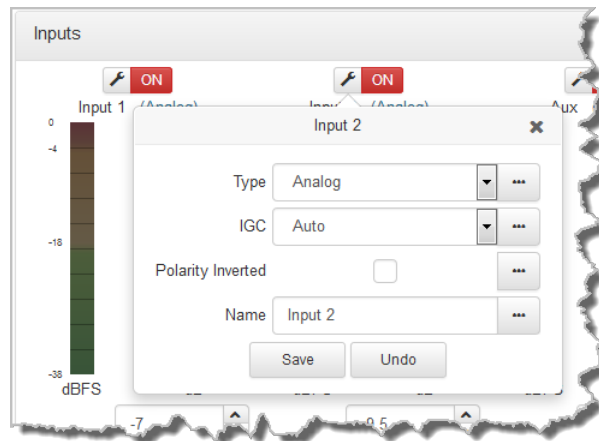 Inputs
ON ON
Input 1 (Analog) (Analog) Aux
Input 2
0
-4
-18
-38
Type Analog
IGC Auto
Polarity Inverted
Name Input 2
Save Undo
dBFS
-7